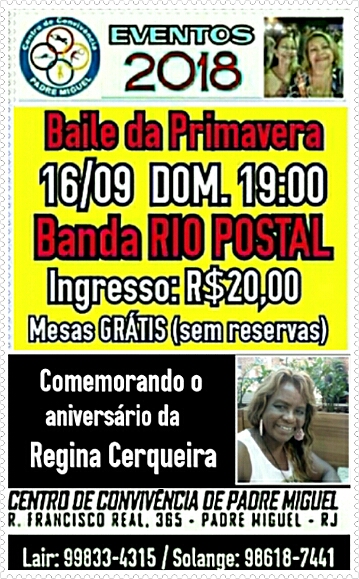 Centro de Convivência
PADRE MIGUEL
EVENTOS
2018
Baile da Primavera
16/09 DOM. 19:00
Banda RIO POSTAL
Ingresso: R$20,00
Mesas GRÁTIS (sem reservas)
Comemorando o
aniversário da
Regina Cerqueira
CENTRO DE CONVIVÊNCIA DE PADRE MIGUEL
R. FRANCISCO REAL, 365 - PADRE MIGUEL - RJ
Lair: 99833-4315 / Solange: 98618-7441